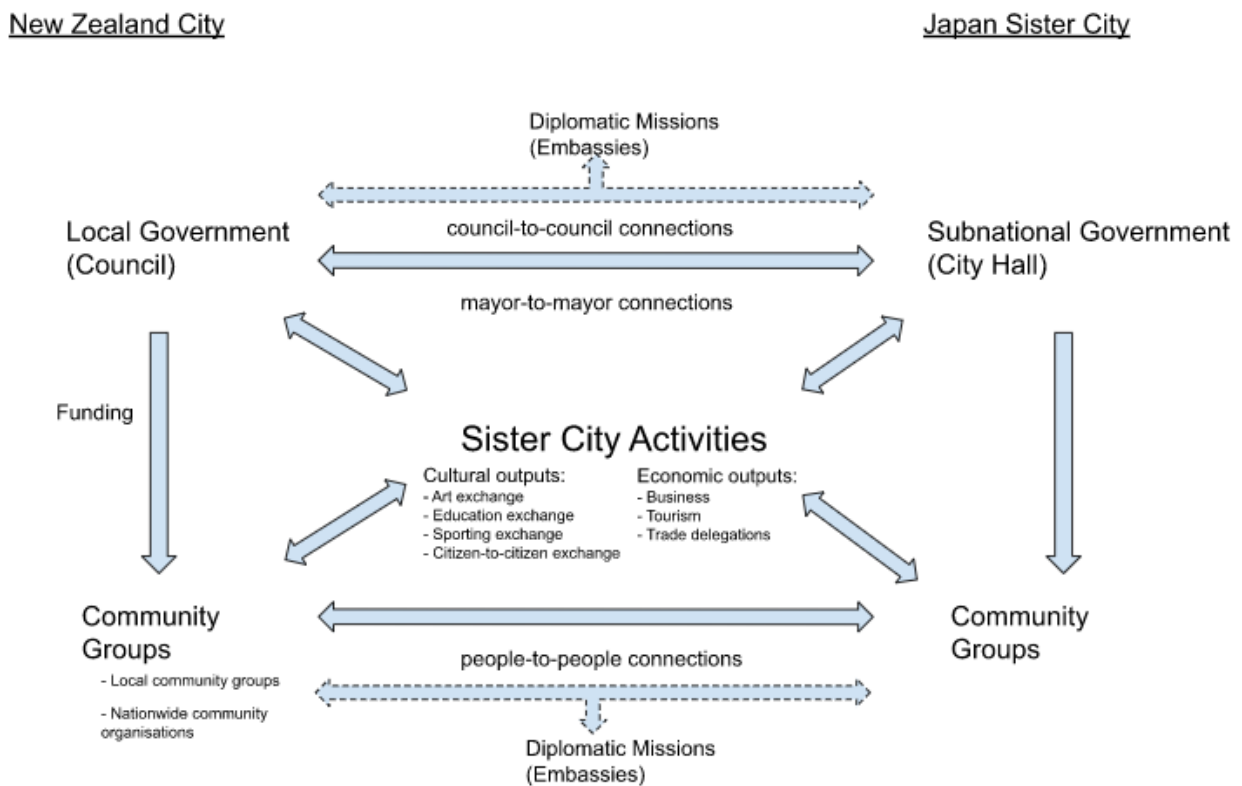 New Zealand City
Japan Sister City
Diplomatic Missions
(Embassies)
council-to-council connections
Local Government
(Council)
Subnational Government
(City Hall)
mayor-to-mayor connections
Funding
Sister City Activities
Cultural outputs:
- Art exchange
- Education exchange
- Sporting exchange
- Citizen-to-citizen exchange
Economic outputs:
- Business
- Tourism
- Trade delegations
Community
Groups
- Local community groups
- Nationwide community
organisations
Community
Groups
people-to-people connections
Diplomatic Missions
(Embassies)